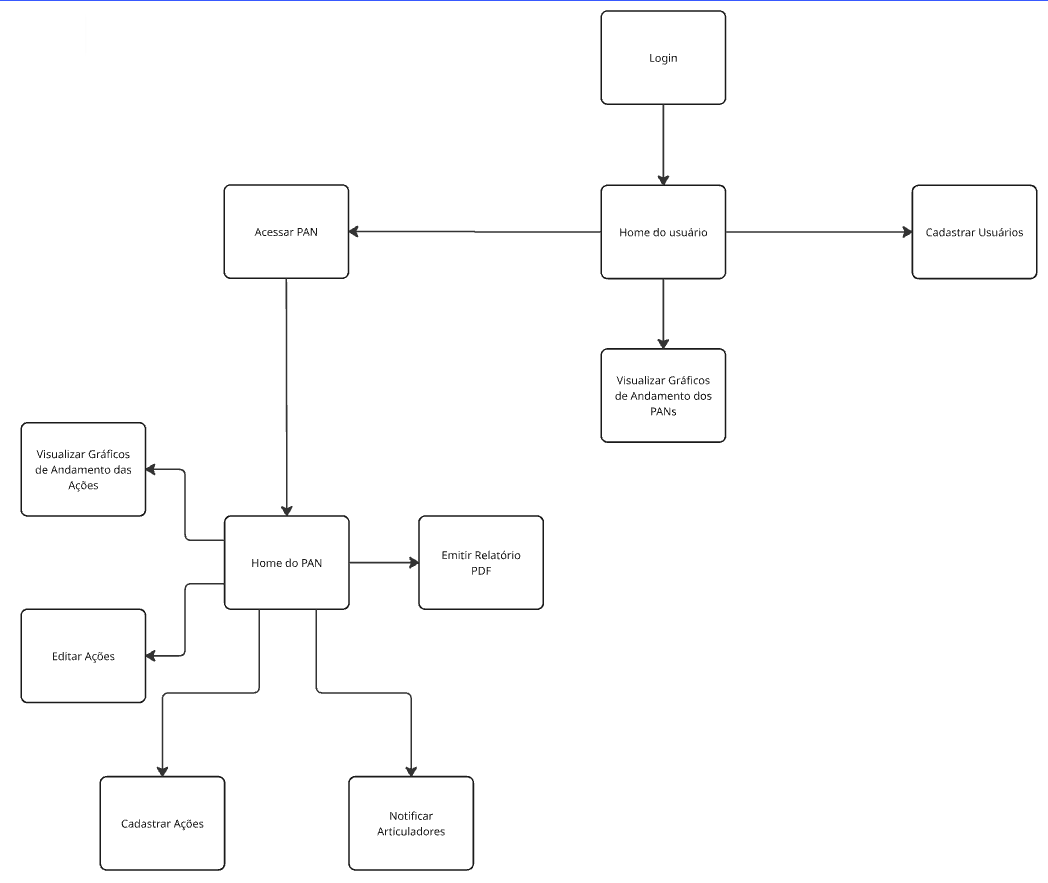 Login
Acessar PAN
Home do usuário
Cadastrar Usuários
Visualizar Gráficos
de Andamento dos
PANs
Visualizar Gráficos
de Andamento das
Ações
Home do PAN
Emitir Relatório
PDF
Editar Ações
Cadastrar Ações
Notificar
Articuladores